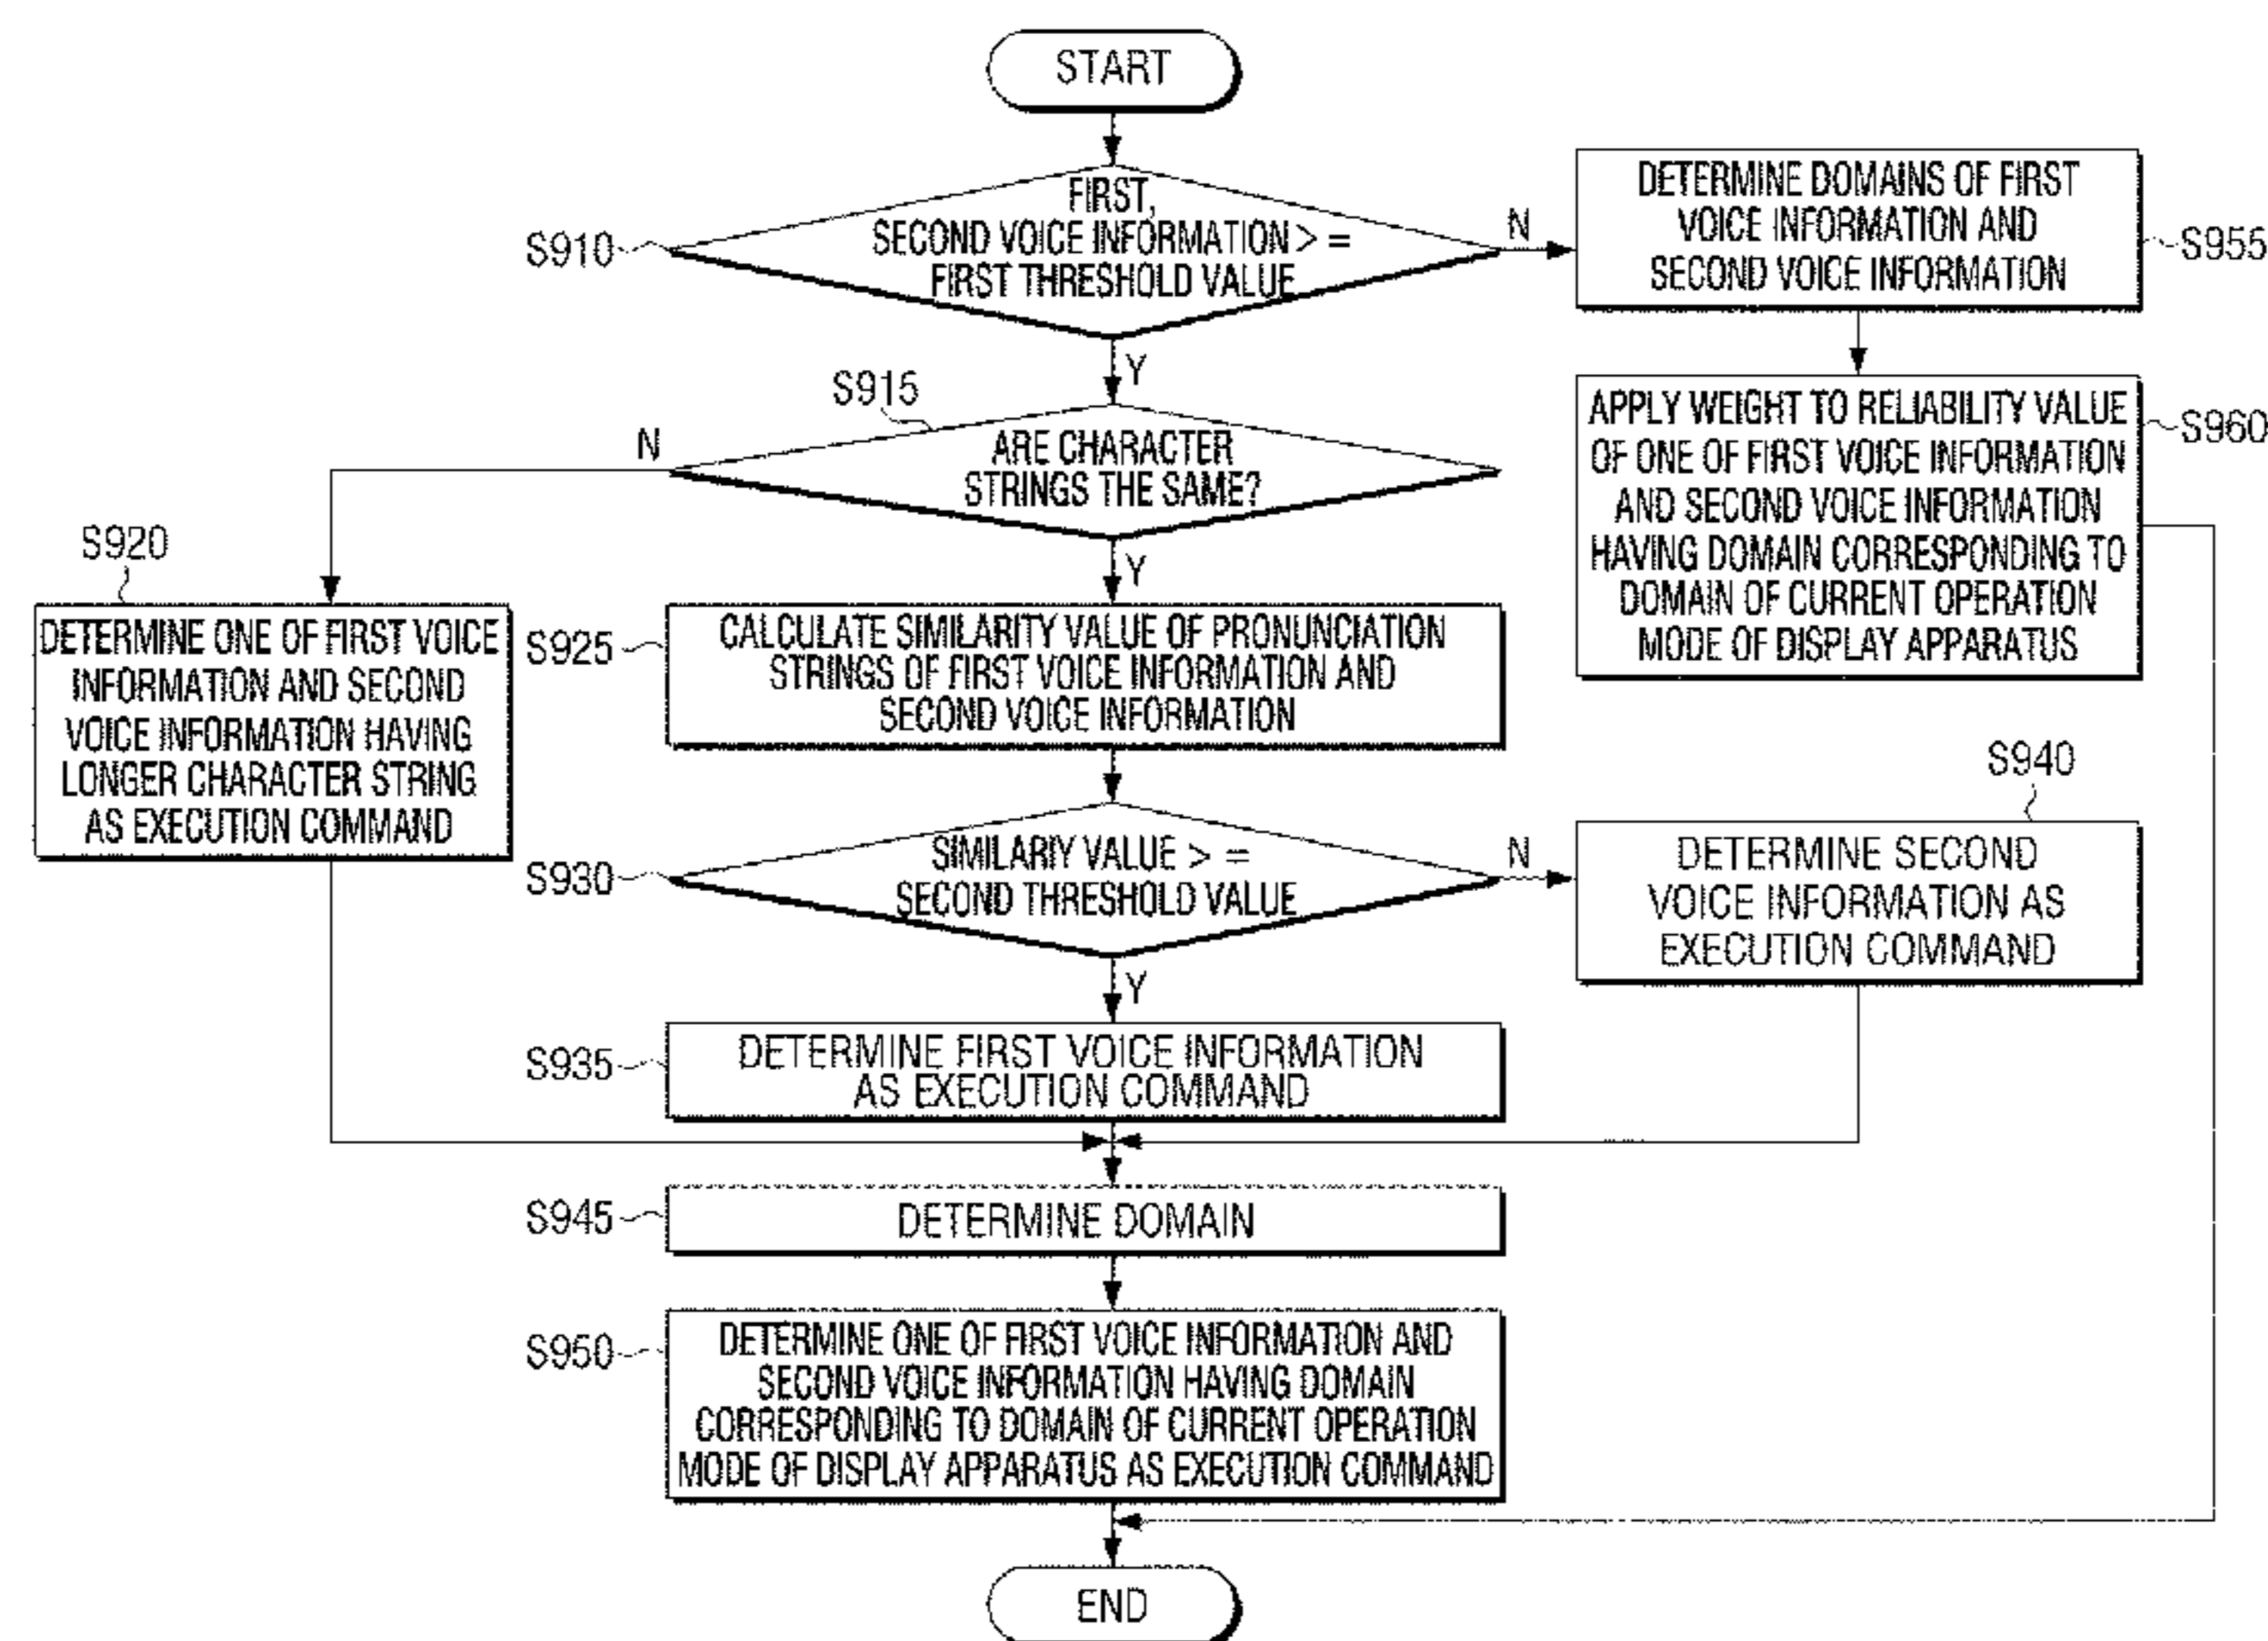 START
FIRST,
SECOND VOICE INFORMATION > =
FIRST THRESHOLD VALUE
S910
N
Y
DETERMINE DOMAINS OF FIRST
VOICE INFORMATION AND
SECOND VOICE INFORMATION
S955
S915
ARE CHARACTER
STRINGS THE SAME?
N
Y
APPLY WEIGHT TO RELIABILITY VALUE
OF ONE OF FIRST VOICE INFORMATION
AND SECOND VOICE INFORMATION
HAVING DOMAIN CORRESPONDING TO
DOMAIN OF CURRENT OPERATION
MODE OF DISPLAY APPARATUS
S960
S920
DETERMINE ONE OF FIRST VOICE
INFORMATION AND SECOND
VOICE INFORMATION HAVING
LONGER CHARACTER STRING
AS EXECUTION COMMAND
S925
CALCULATE SIMILARITY VALUE OF PRONUNCIATION
STRINGS OF FIRST VOICE INFORMATION AND
SECOND VOICE INFORMATION
S930
SIMILARIY VALUE > =
SECOND THRESHOLD VALUE
N
Y
S940
DETERMINE SECOND
VOICE INFORMATION AS
EXECUTION COMMAND
S935
DETERMINE FIRST VOICE INFORMATION
AS EXECUTION COMMAND
S945
DETERMINE DOMAIN
S950
DETERMINE ONE OF FIRST VOICE INFORMATION AND
SECOND VOICE INFORMATION HAVING DOMAIN
CORRESPONDING TO DOMAIN OF CURRENT OPERATION
MODE OF DISPLAY APPARATUS AS EXECUTION COMMAND
END